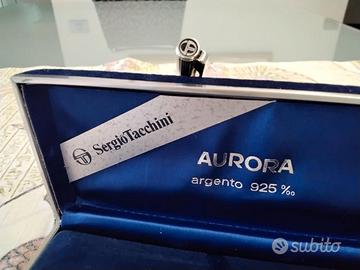 SergioTacchini
AURORA
argento 925 ‰
subito